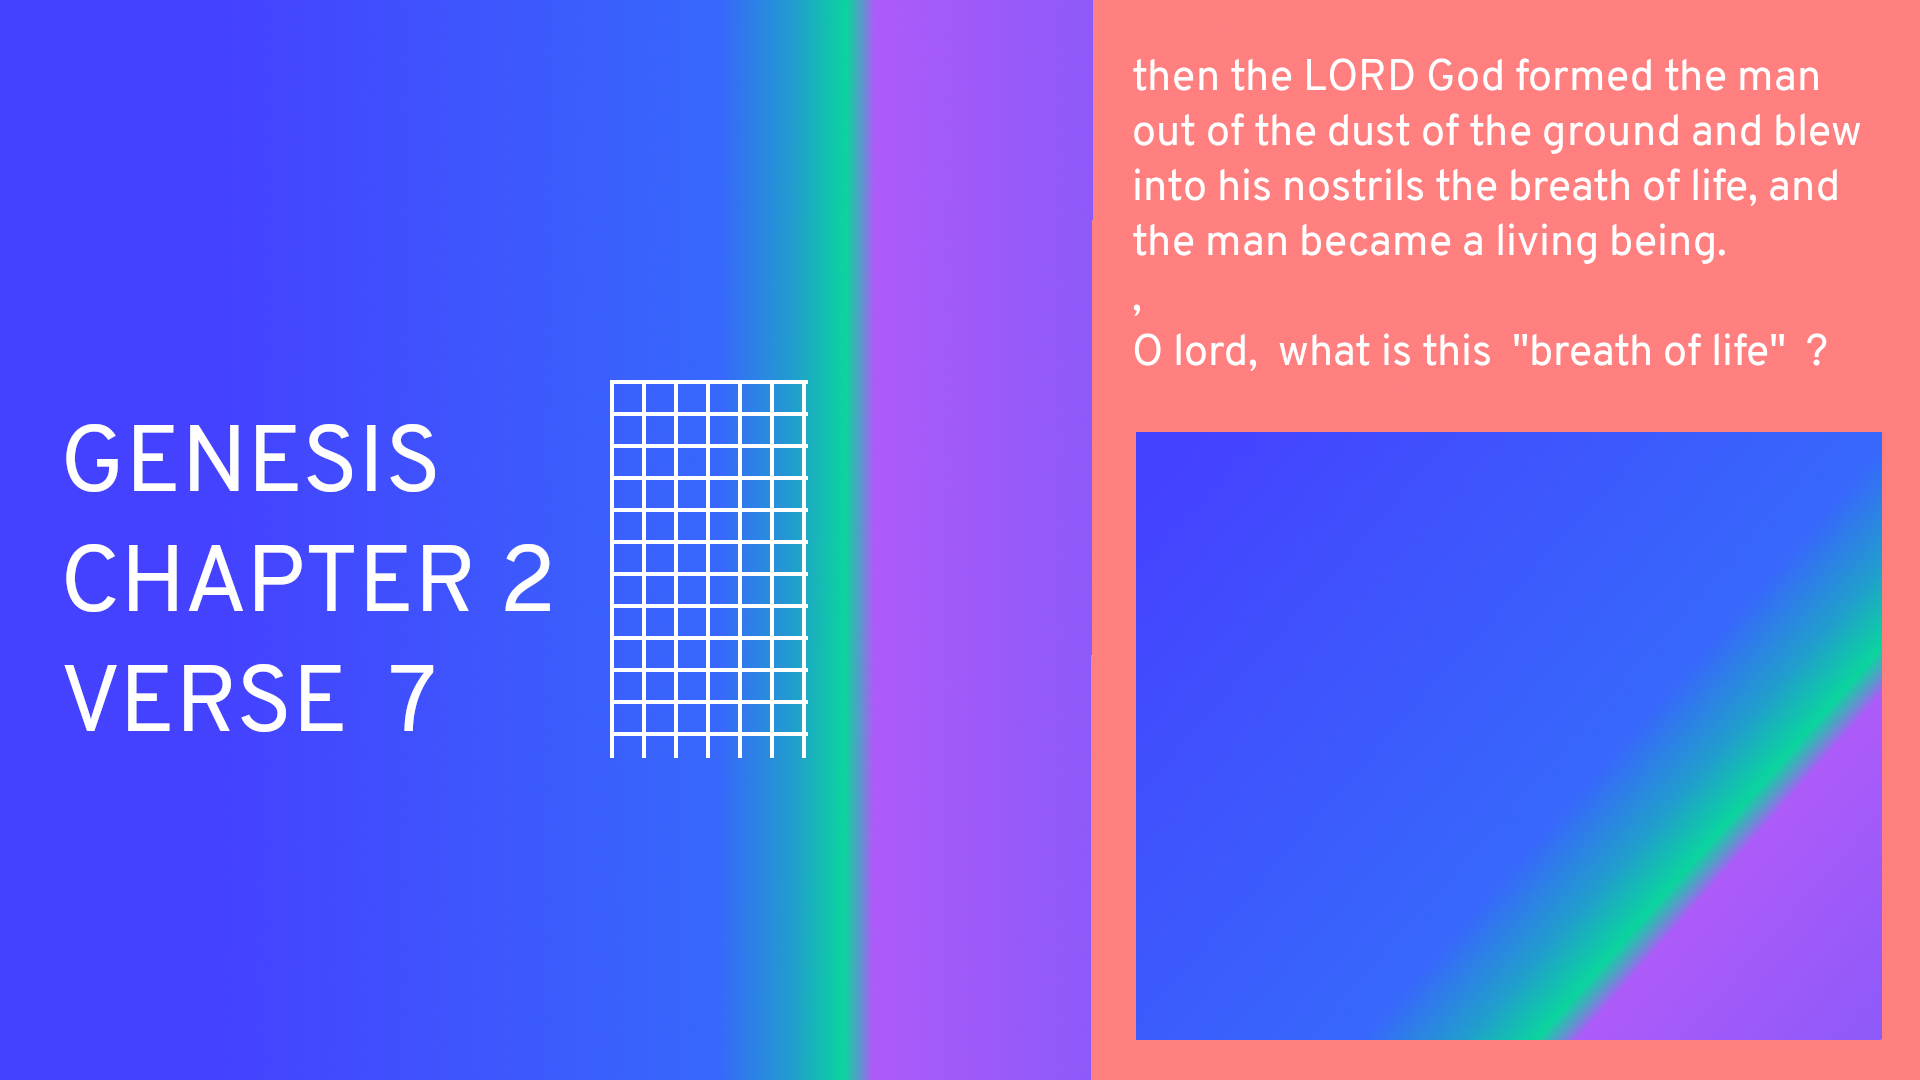 GENESIS
CHAPTER 2
VERSE 7
then the LORD God formed the man
out of the dust of the ground and blew
into his nostrils the breath of life, and
the man became a living being.
,
O lord, what is this "breath of life" ?